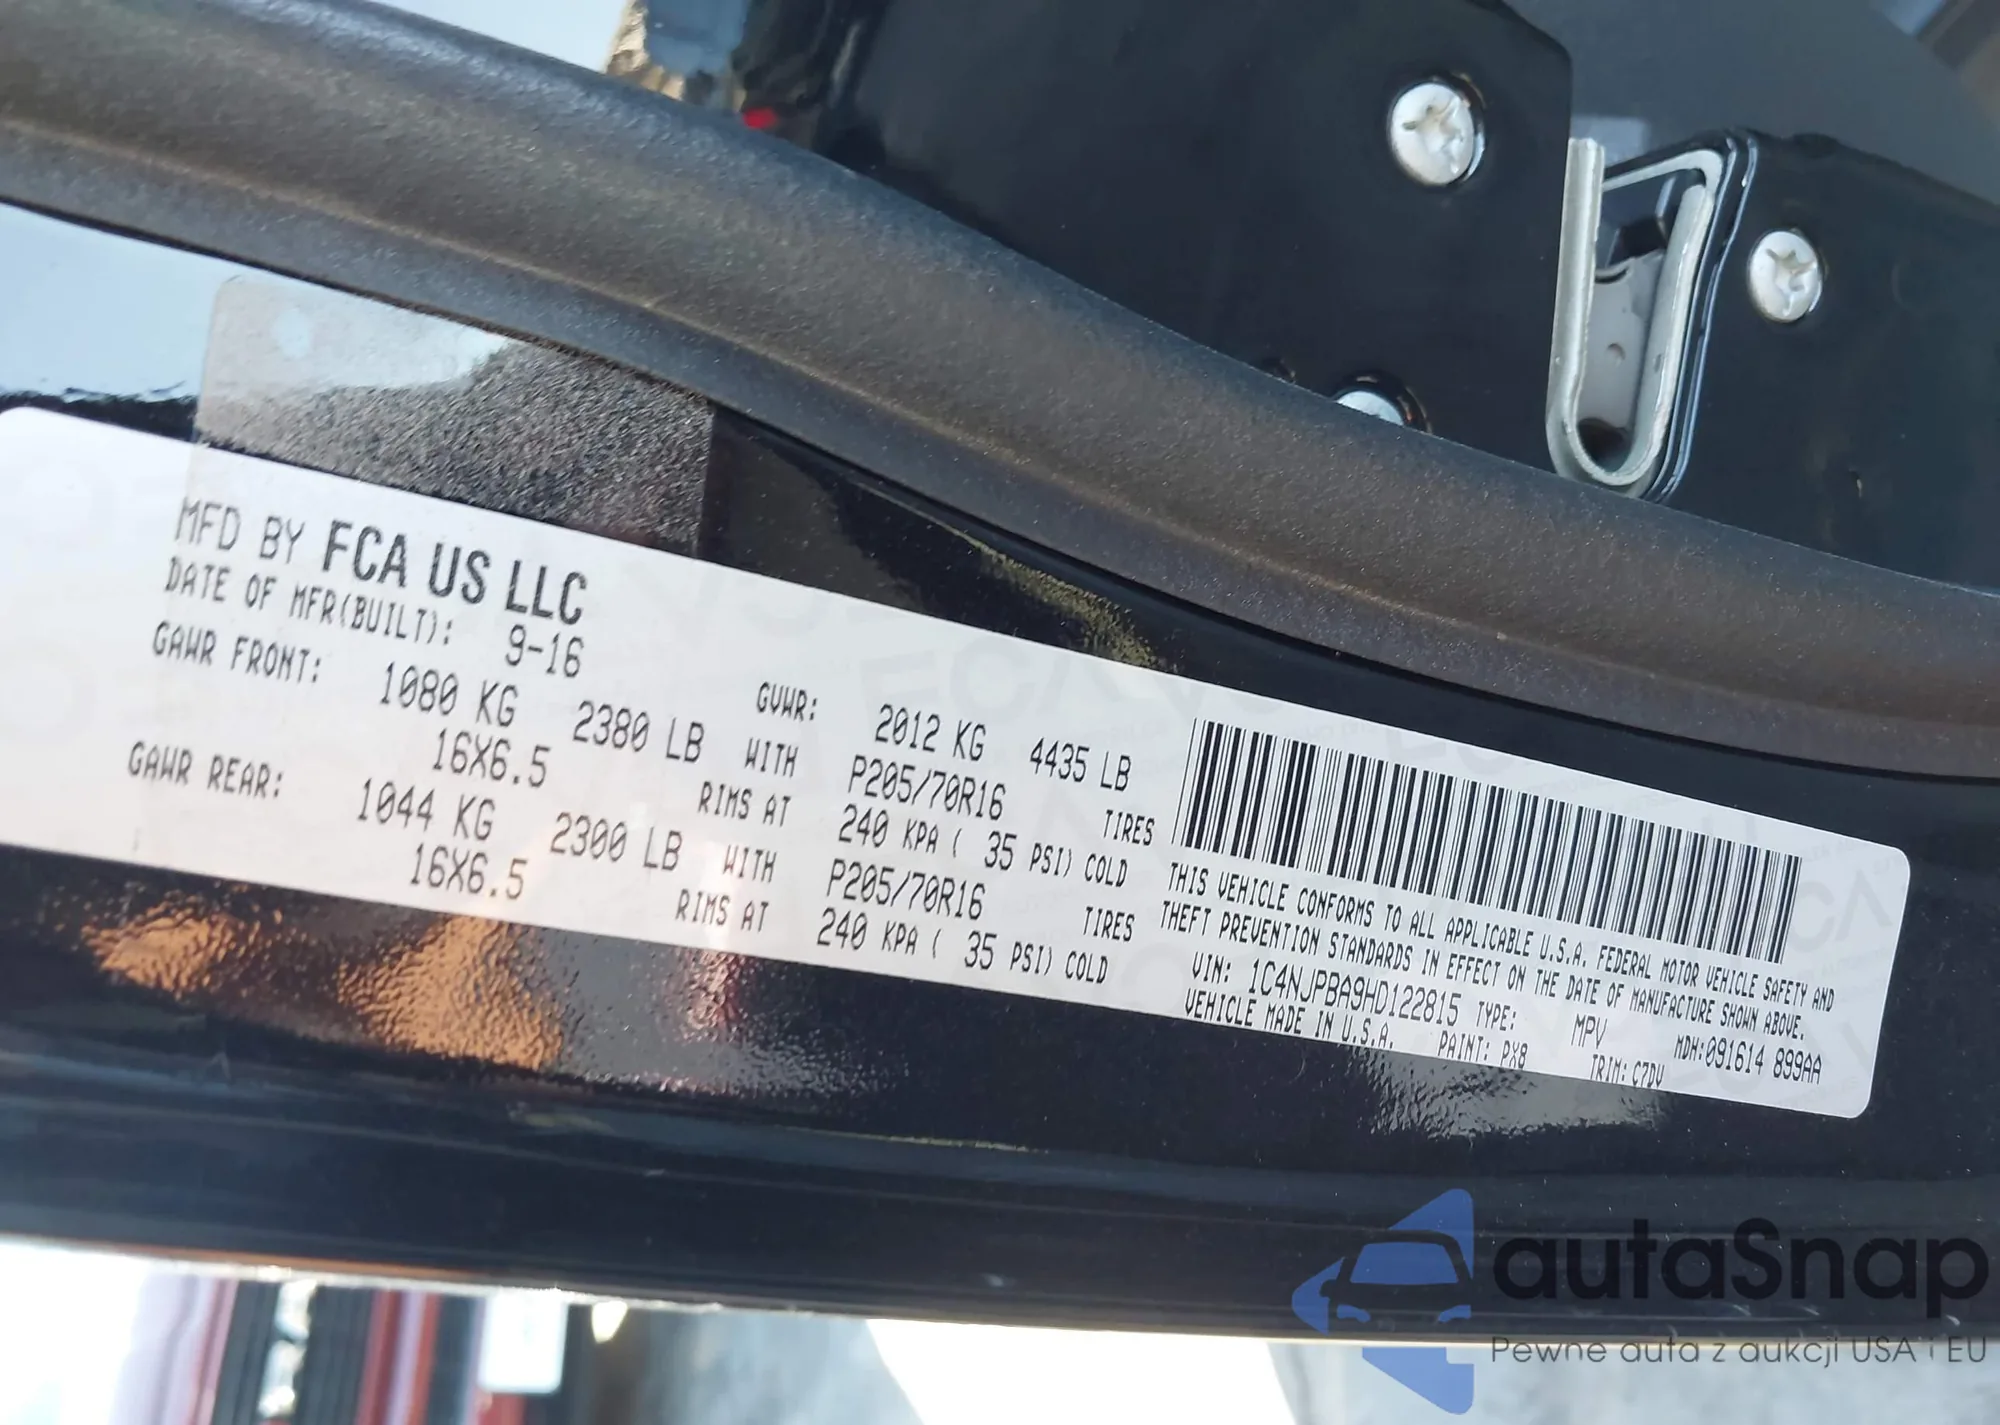 MFD BY FCA US LLC
DATE OF MFR(BUILT): 9-16
GVWR: 2012 KG 4435 LB
GAWR FRONT: 1080 KG 2380 LB WITH P205/70R16 TIRES
16X6.5 RIMS AT 240 KPA ( 35 PSI) COLD
GAWR REAR: 1044 KG 2300 LB WITH P205/70R16 TIRES
16X6.5 RIMS AT 240 KPA ( 35 PSI) COLD
THIS VEHICLE CONFORMS TO ALL APPLICABLE U.S.A. FEDERAL MOTOR VEHICLE SAFETY AND
THEFT PREVENTION STANDARDS IN EFFECT ON THE DATE OF MANUFACTURE SHOWN ABOVE.
VIN: 1C4NJPBA9HD122815 TYPE: MPV MDH:091614 899AA
VEHICLE MADE IN U.S.A. PAINT: PX8 TRIM: C7DV
autaSnap
Pewne auta z aukcji USA i EU